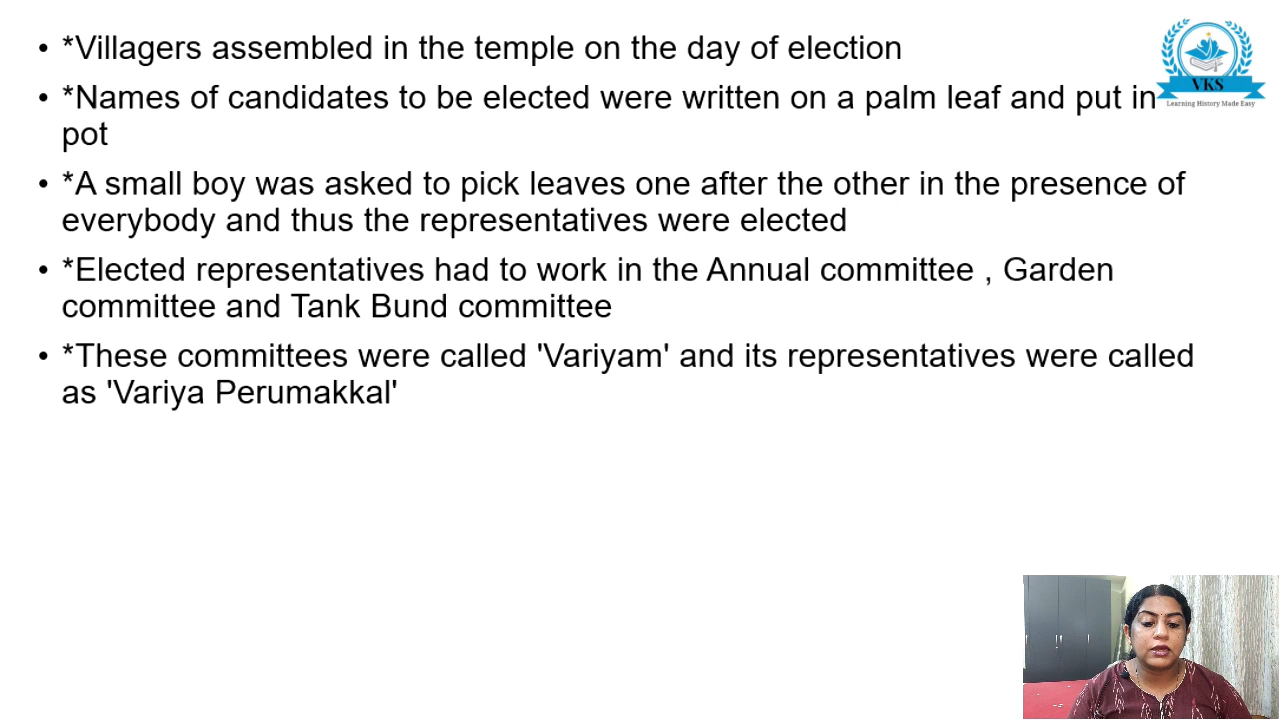 • *Villagers assembled in the temple on the day of election
• *Names of candidates to be elected were written on a palm leaf and put in
pot
• *A small boy was asked to pick leaves one after the other in the presence of
everybody and thus the representatives were elected
• *Elected representatives had to work in the Annual committee , Garden
committee and Tank Bund committee
• *These committees were called 'Variyam' and its representatives were called
as 'Variya Perumakkal'
VKS
Learning History Made Easy